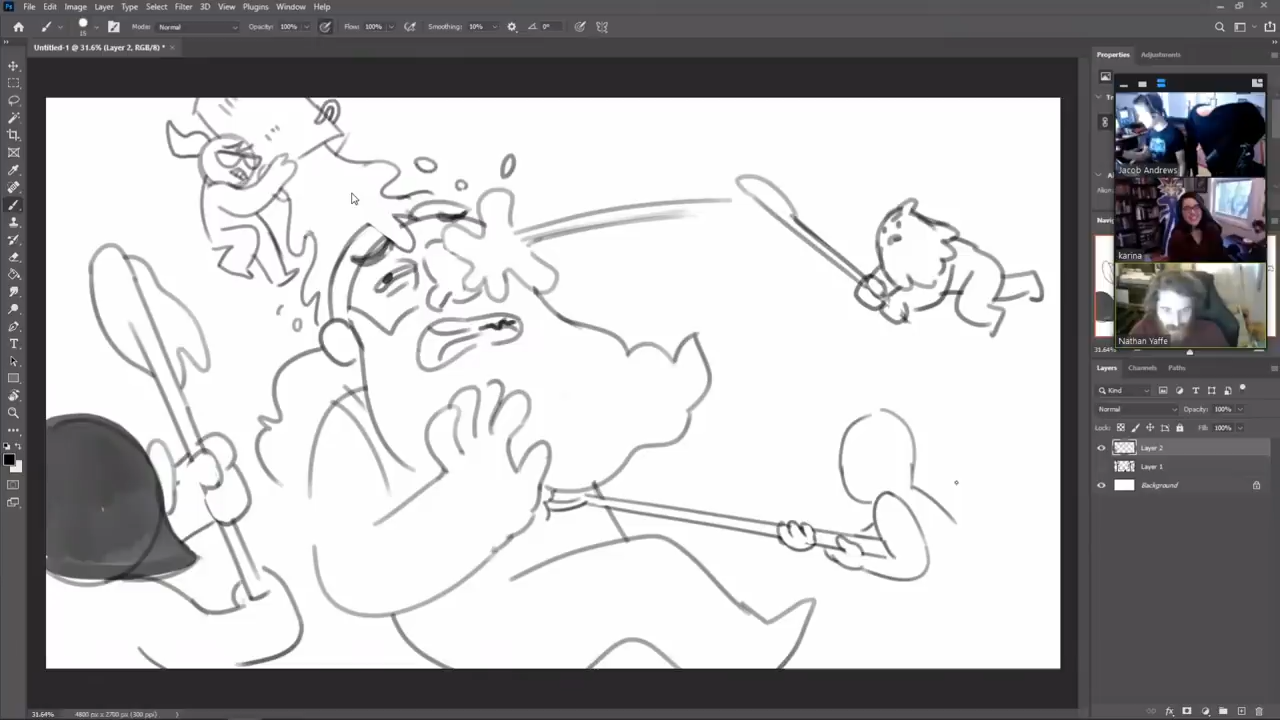 File Edit Image Layer Type Select Filter 3D View Plugins Window Help
Mode: Normal Opacity: 100% Flow: 100% Smoothing: 10% 0°
Untitled-1 @ 31.6% (Layer 2, RGB/8) * ×
Properties Adjustments
Jacob Andrews
karina
Nathan Yaffe
Layers Channels Paths
Kind
Normal Opacity: 100%
Lock: Fill: 100%
Layer 2
Layer 1
Background
31.64% 4800 px x 2700 px (300 ppi)